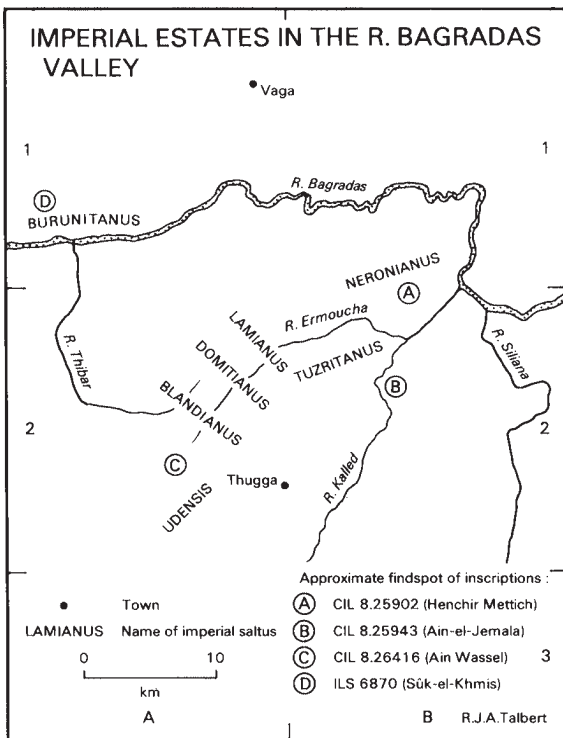 IMPERIAL ESTATES IN THE R. BAGRADAS
VALLEY
Vaga
1
1
R. Bagradas
D
BURUNITANUS
NERONIANUS
A
R. Ermoucha
LAMIANUS
R. Thibar
DOMITIANUS
TUZRITANUS
R. Siliana
B
BLANDIANUS
2
2
C
Thugga
R. Kalled
UDENSIS
Approximate findspot of inscriptions :
Town
A CIL 8.25902 (Henchir Mettich)
LAMIANUS Name of imperial saltus
B CIL 8.25943 (Ain-el-Jemala)
0 10
km
C CIL 8.26416 (Ain Wassel)
3
D ILS 6870 (Sûk-el-Khmis)
A
B
R.J.A.Talbert